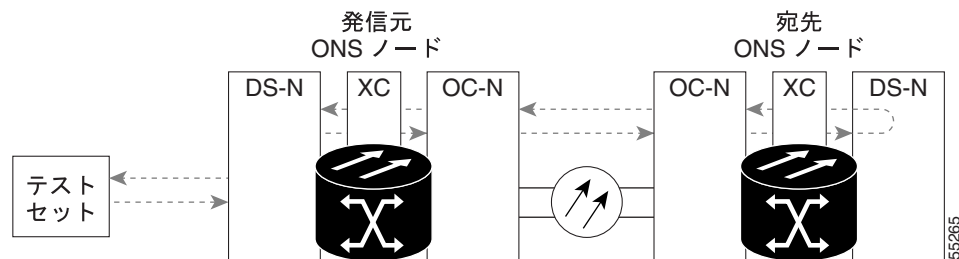 発信元
ONS ノード
宛先
ONS ノード
DS-N
XC
OC-N
OC-N
XC
DS-N
テスト
セット
55265